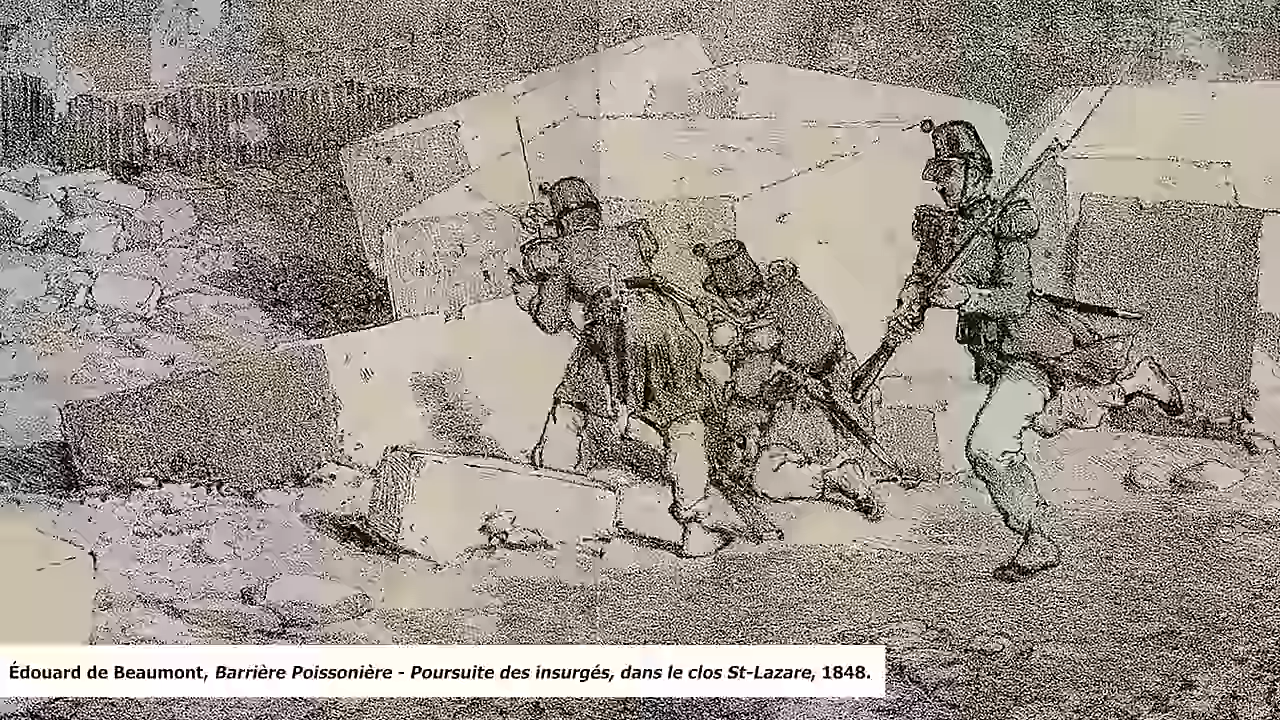 Édouard de Beaumont, Barrière Poissonière - Poursuite des insurgés, dans le clos St-Lazare, 1848.